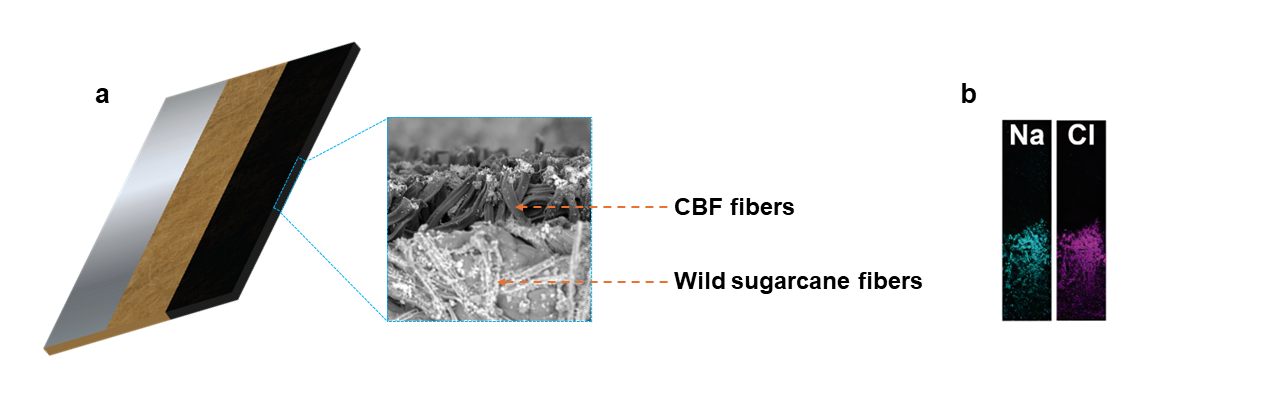 a
b
Na Cl
CBF fibers
Wild sugarcane fibers